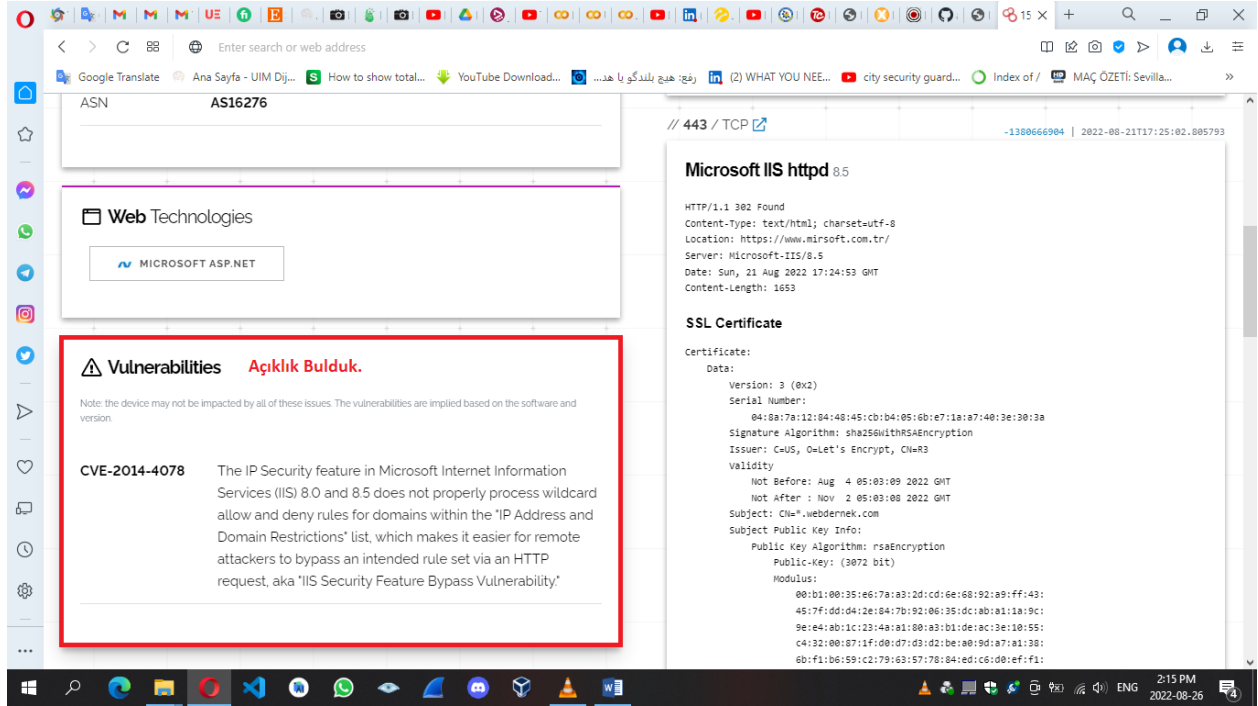 15
Enter search or web address
Google Translate
Ana Sayfa - UIM Dij...
How to show total...
YouTube Download...
رفع: هیچ بلندگو یا هد...
(2) WHAT YOU NEE...
city security guard...
Index of /
MAÇ ÖZETİ: Sevilla...
ASN AS16276
Web Technologies
MICROSOFT ASP.NET
Vulnerabilities Açıklık Bulduk.
Note: the device may not be impacted by all of these issues. The vulnerabilities are implied based on the software and
version.
CVE-2014-4078 The IP Security feature in Microsoft Internet Information
Services (IIS) 8.0 and 8.5 does not properly process wildcard
allow and deny rules for domains within the "IP Address and
Domain Restrictions" list, which makes it easier for remote
attackers to bypass an intended rule set via an HTTP
request, aka "IIS Security Feature Bypass Vulnerability."
// 443 / TCP
-1380666904 | 2022-08-21T17:25:02.805793
Microsoft IIS httpd 8.5
HTTP/1.1 302 Found
Content-Type: text/html; charset=utf-8
Location: https://www.mirsoft.com.tr/
Server: Microsoft-IIS/8.5
Date: Sun, 21 Aug 2022 17:24:53 GMT
Content-Length: 1653
SSL Certificate
Certificate:
Data:
Version: 3 (0x2)
Serial Number:
04:8a:7a:12:84:48:45:cb:b4:05:6b:e7:1a:a7:40:3e:30:3a
Signature Algorithm: sha256WithRSAEncryption
Issuer: C=US, O=Let's Encrypt, CN=R3
Validity
Not Before: Aug 4 05:03:09 2022 GMT
Not After : Nov 2 05:03:08 2022 GMT
Subject: CN=*.webdernek.com
Subject Public Key Info:
Public Key Algorithm: rsaEncryption
Public-Key: (3072 bit)
Modulus:
00:b1:00:35:e6:7a:a3:2d:cd:6e:68:92:a9:ff:43:
45:7f:dd:d4:2e:84:7b:92:06:35:dc:ab:a1:1a:9c:
9e:e4:ab:1c:23:4a:a1:80:a3:b1:de:ac:3e:10:55:
c4:32:00:87:1f:d0:d7:d3:d2:be:a0:9d:a7:a1:38:
6b:f1:b6:59:c2:79:63:57:78:84:ed:c6:d0:ef:f1:
ENG
2:15 PM
2022-08-26
4